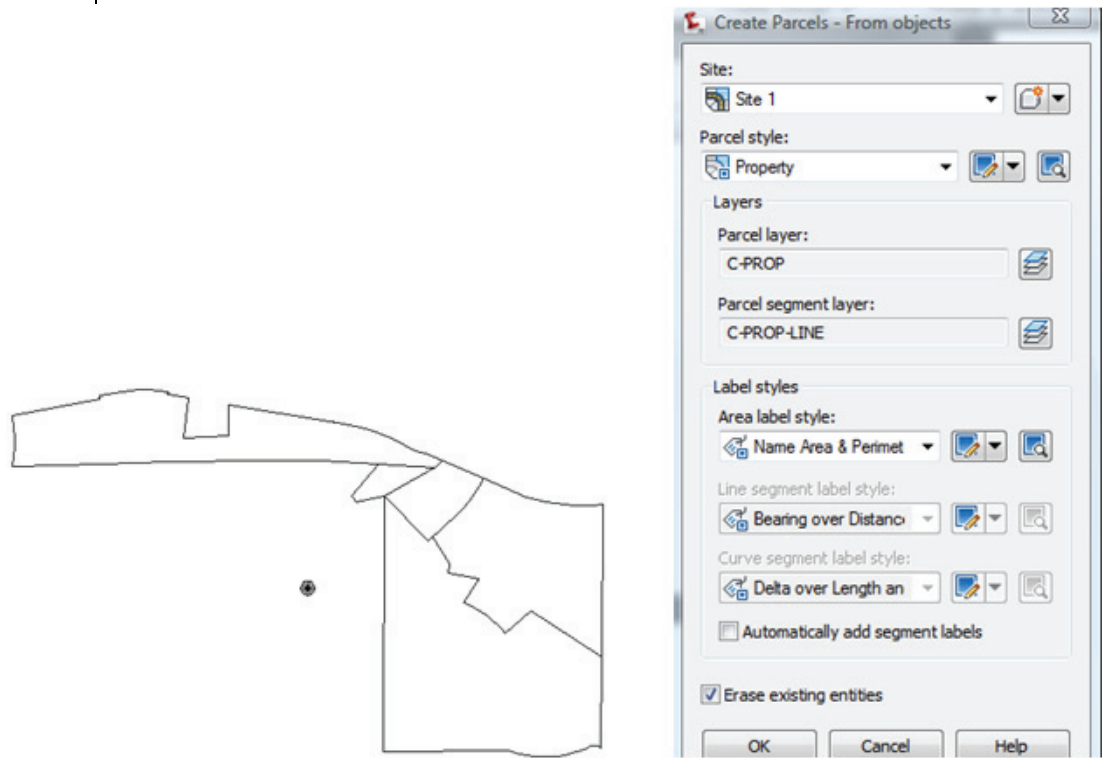 Create Parcels - From objects
Site:
Site 1
Parcel style:
Property
Layers
Parcel layer:
C-PROP
Parcel segment layer:
C-PROP-LINE
Label styles
Area label style:
Name Area & Perimet
Line segment label style:
Bearing over Distanc
Curve segment label style:
Delta over Length an
Automatically add segment labels
Erase existing entities
OK Cancel Help